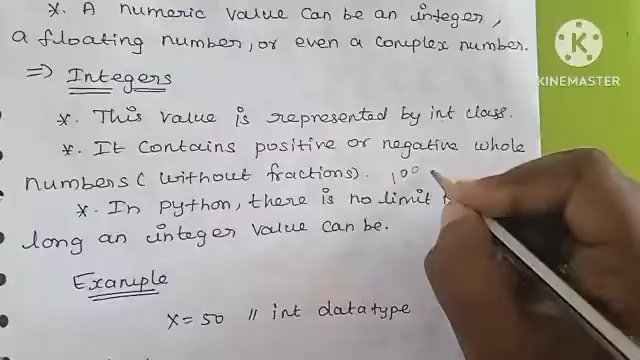 *. A numeric value can be an integer,
a floating number, or even a complex number.
⇒ Integers
KINEMASTER
*. This value is represented by int class.
*. It contains positive or negative whole
numbers ( without fractions). 100
*. In python, there is no limit
long an integer value can be.
Example
x = 50 // int datatype